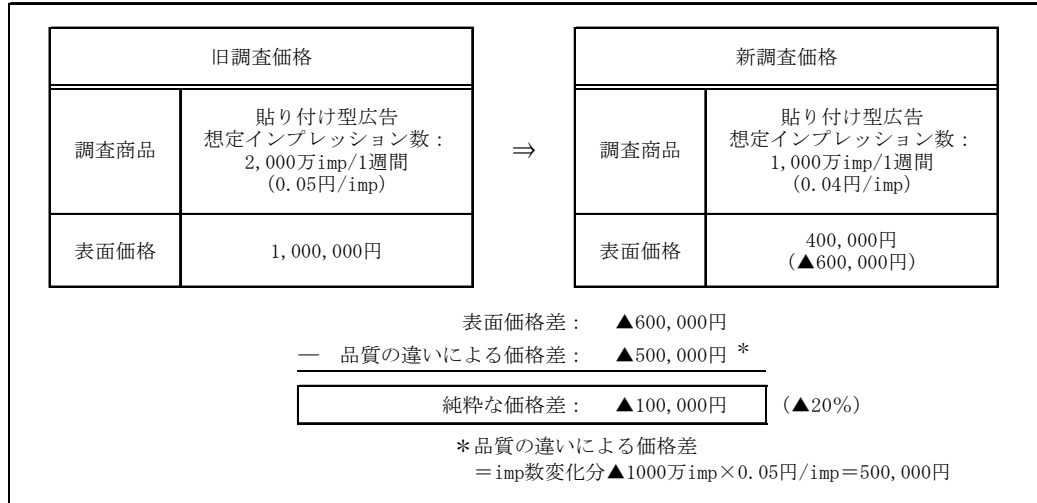 旧調査価格
調査商品
貼り付け型広告
想定インプレッション数：
2,000万imp/1週間
(0.05円/imp)
表面価格
1,000,000円
⇒
新調査価格
調査商品
貼り付け型広告
想定インプレッション数：
1,000万imp/1週間
(0.04円/imp)
表面価格
400,000円
(▲600,000円)
表面価格差： ▲600,000円
― 品質の違いによる価格差： ▲500,000円 *
純粋な価格差： ▲100,000円 (▲20%)
＊品質の違いによる価格差
＝imp数変化分▲1000万imp×0.05円/imp＝500,000円